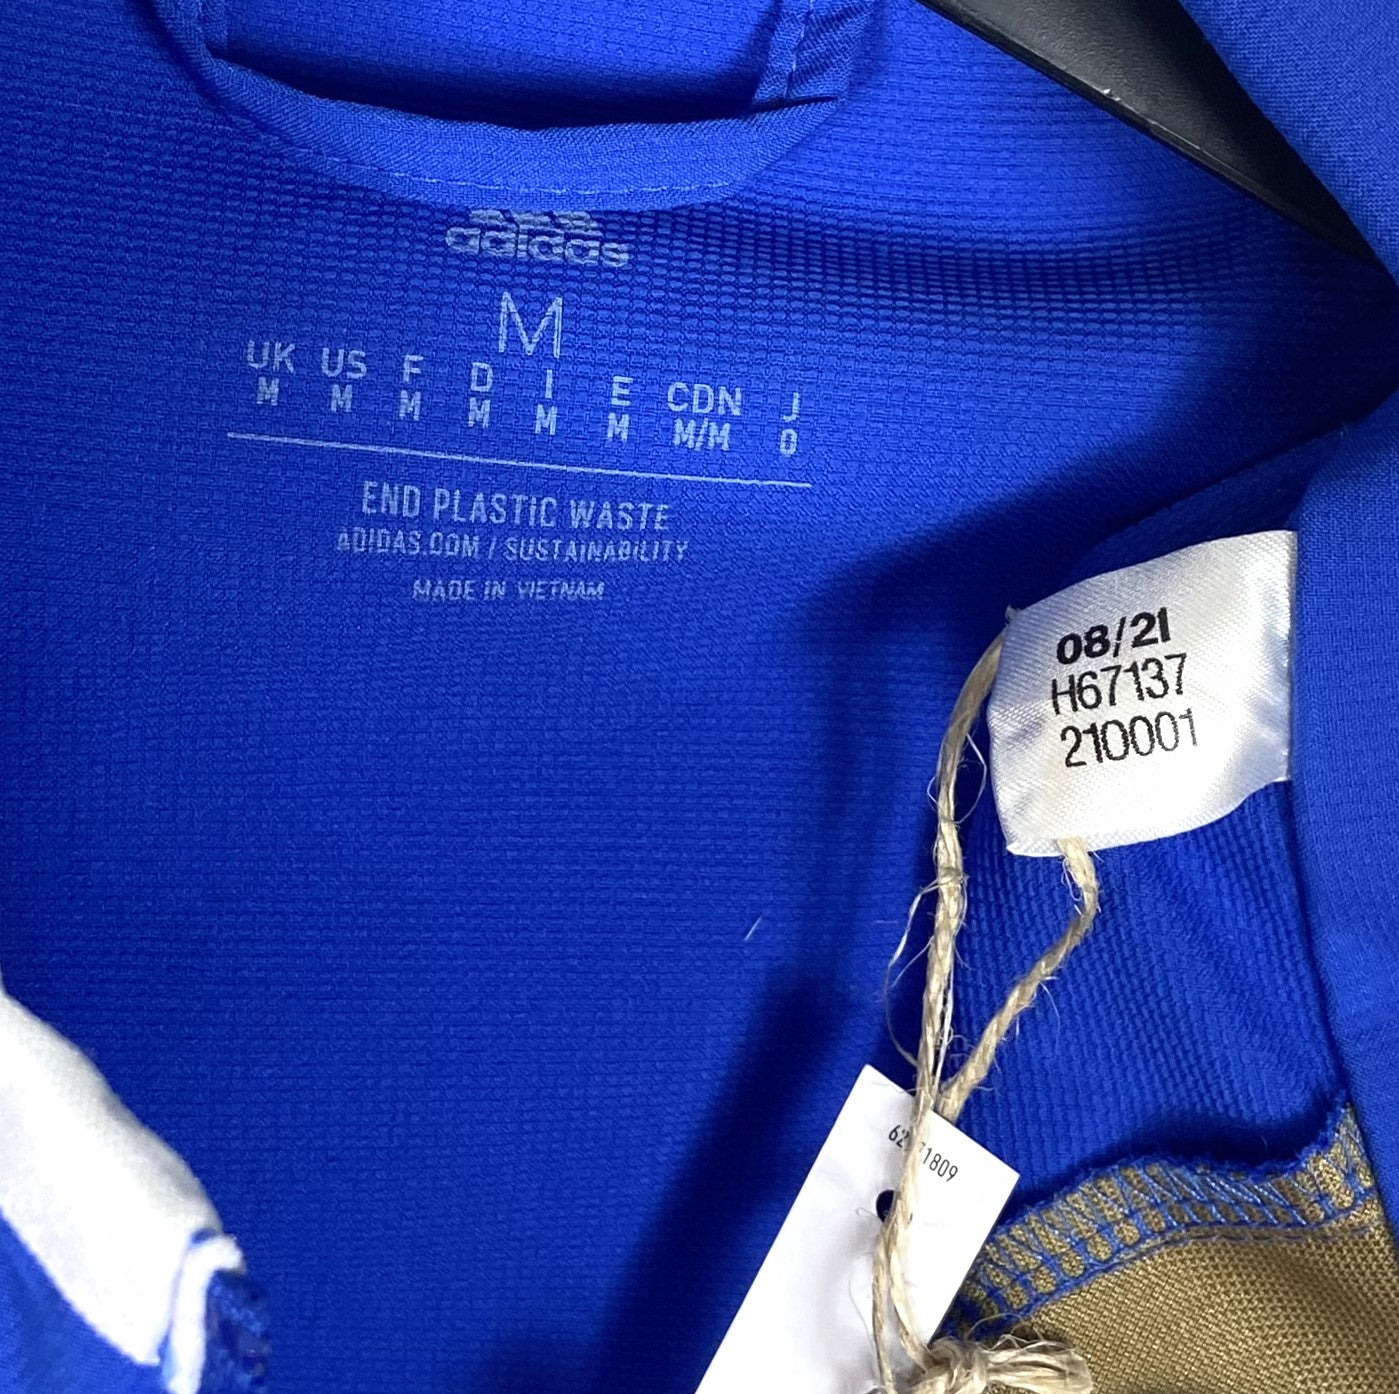 adidas
M
UK US F D I E CDN J
M M M M M M M/M O
END PLASTIC WASTE
ADIDAS.COM / SUSTAINABILITY
MADE IN VIETNAM
08/21
H67137
210001